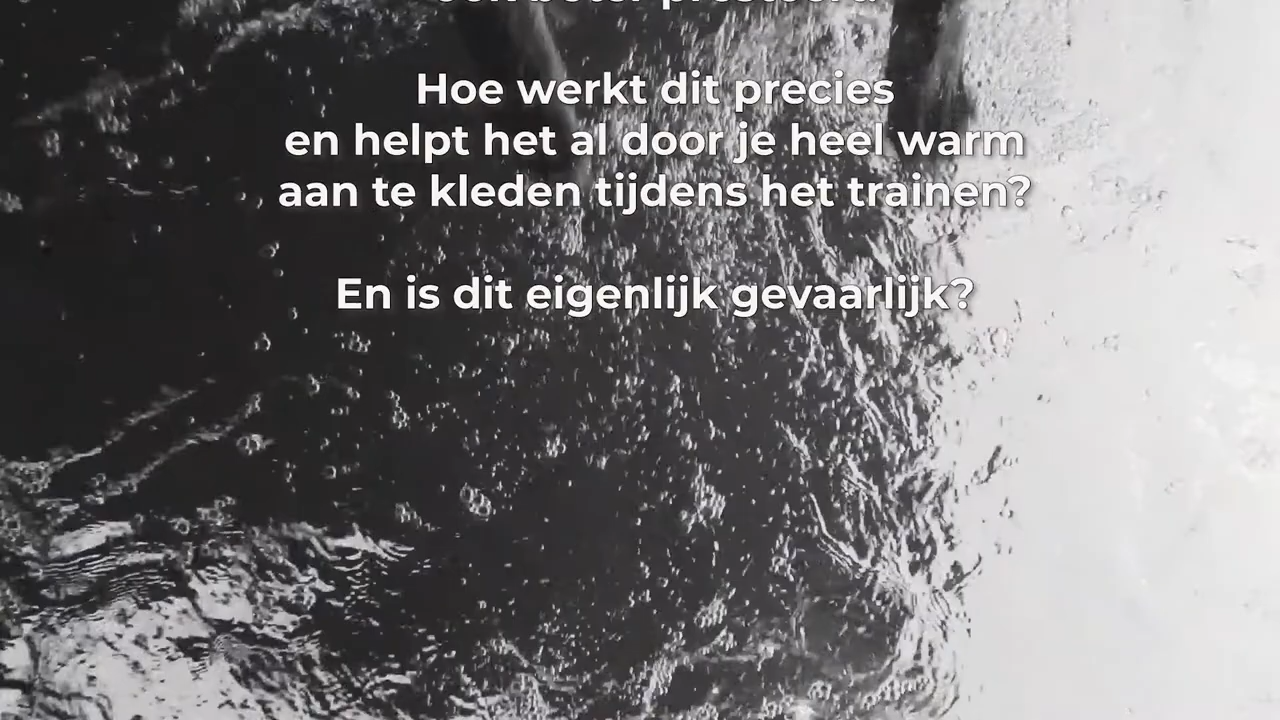 Hoe werkt dit precies
en helpt het al door je heel warm
aan te kleden tijdens het trainen?
En is dit eigenlijk gevaarlijk?